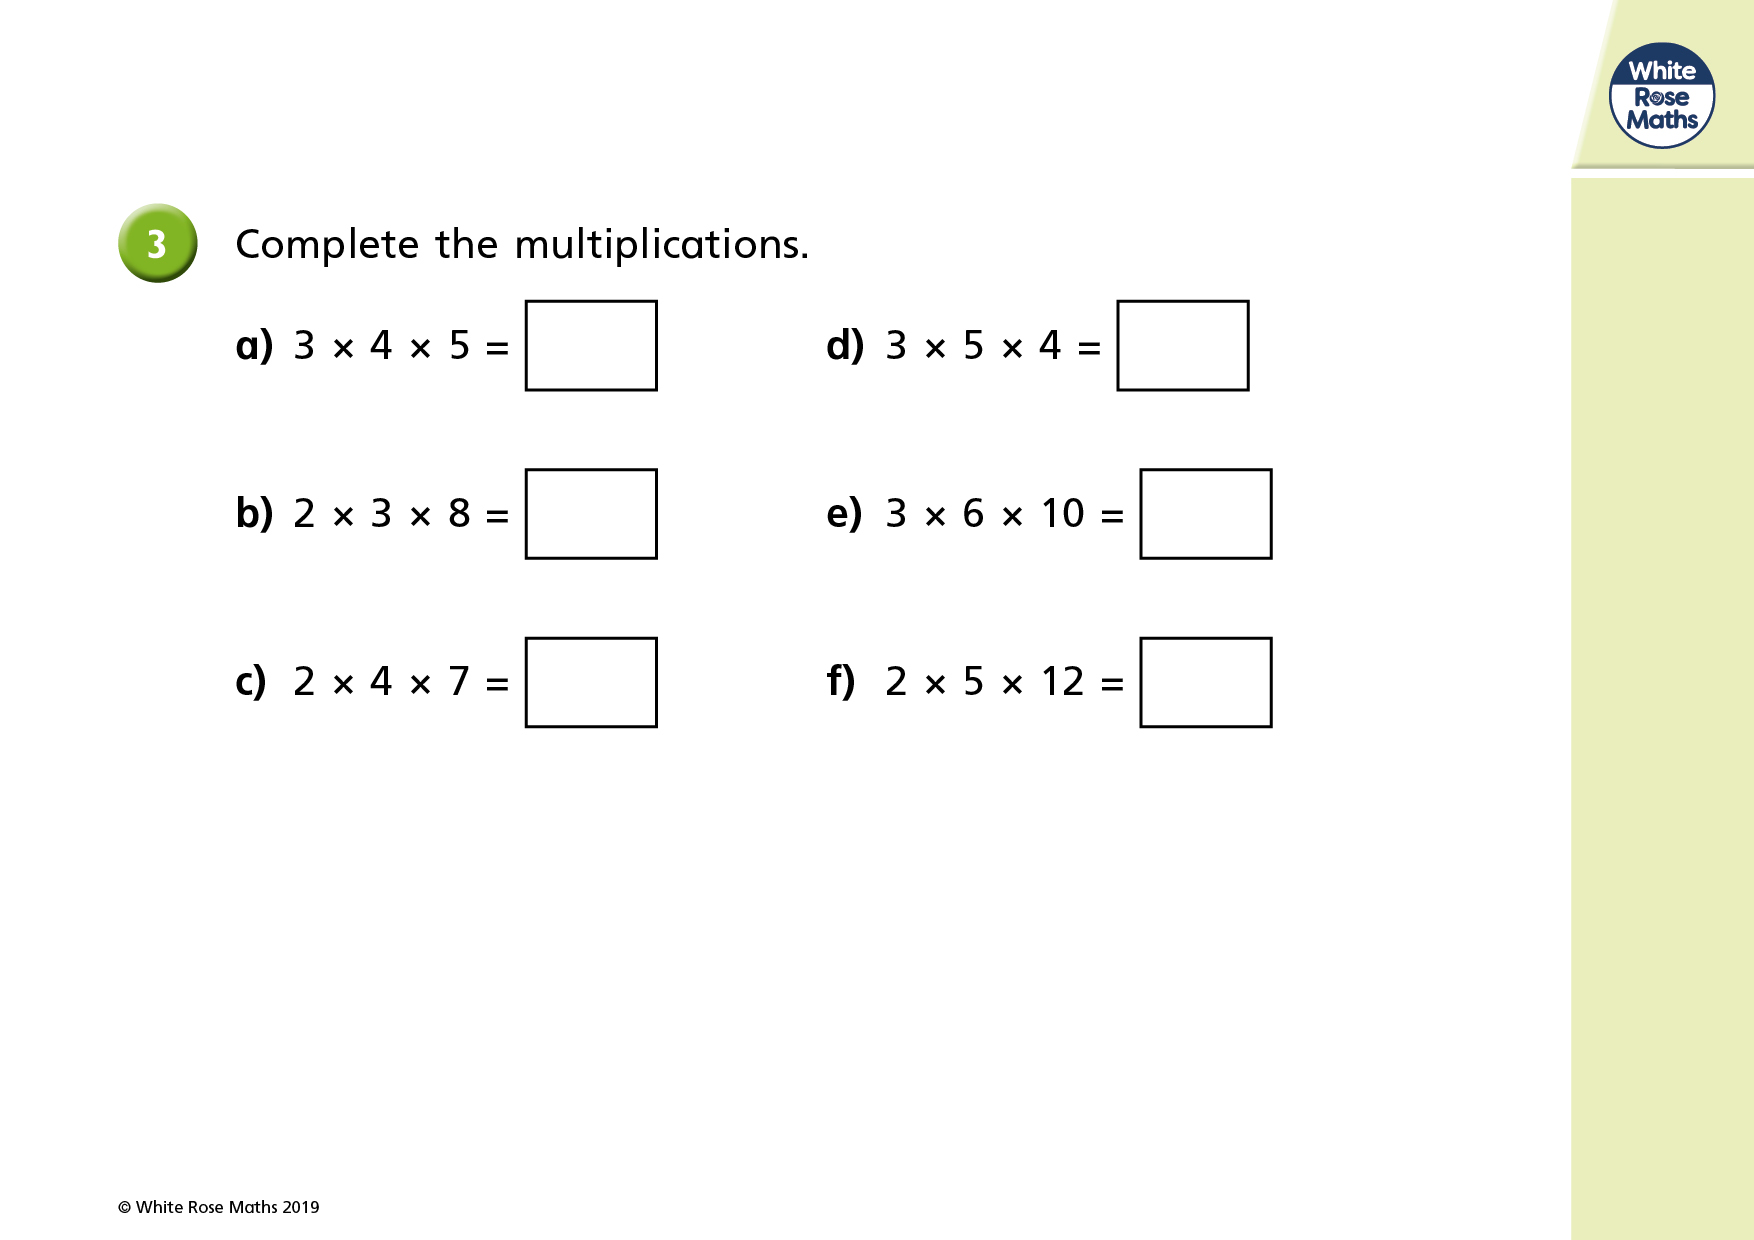 White
Rose
Maths
3 Complete the multiplications.
a) 3 × 4 × 5 =
d) 3 × 5 × 4 =
b) 2 × 3 × 8 =
e) 3 × 6 × 10 =
c) 2 × 4 × 7 =
f) 2 × 5 × 12 =
© White Rose Maths 2019